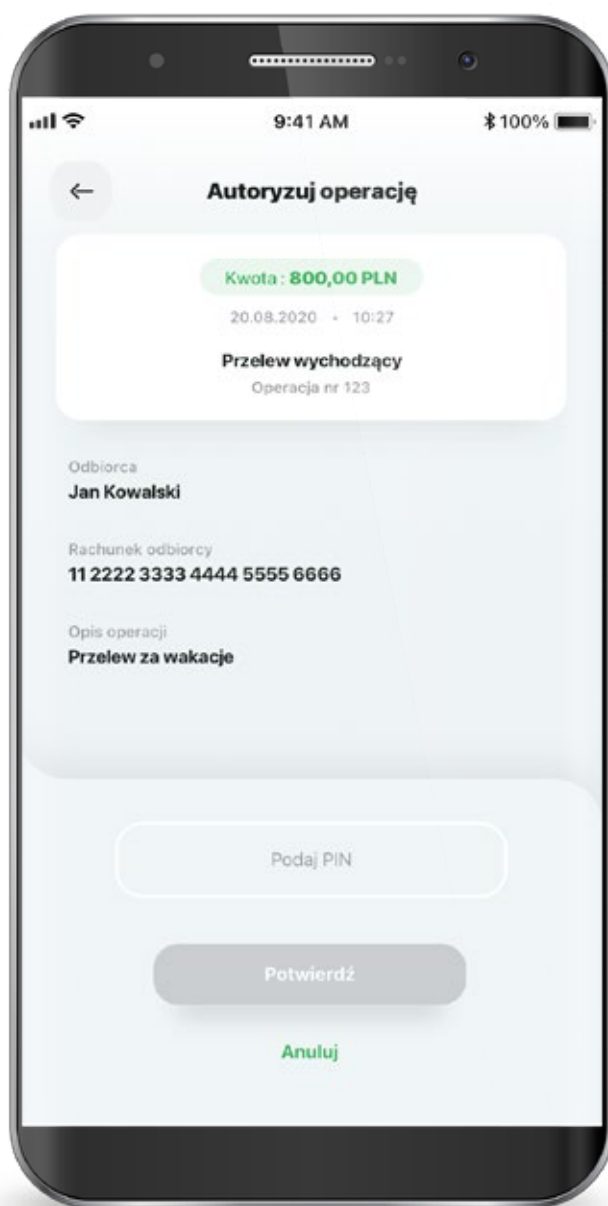 9:41 AM
100%
Autoryzuj operację
Kwota : 800,00 PLN
20.08.2020 • 10:27
Przelew wychodzący
Operacja nr 123
Odbiorca
Jan Kowalski
Rachunek odbiorcy
11 2222 3333 4444 5555 6666
Opis operacji
Przelew za wakacje
Podaj PIN
Potwierdź
Anuluj